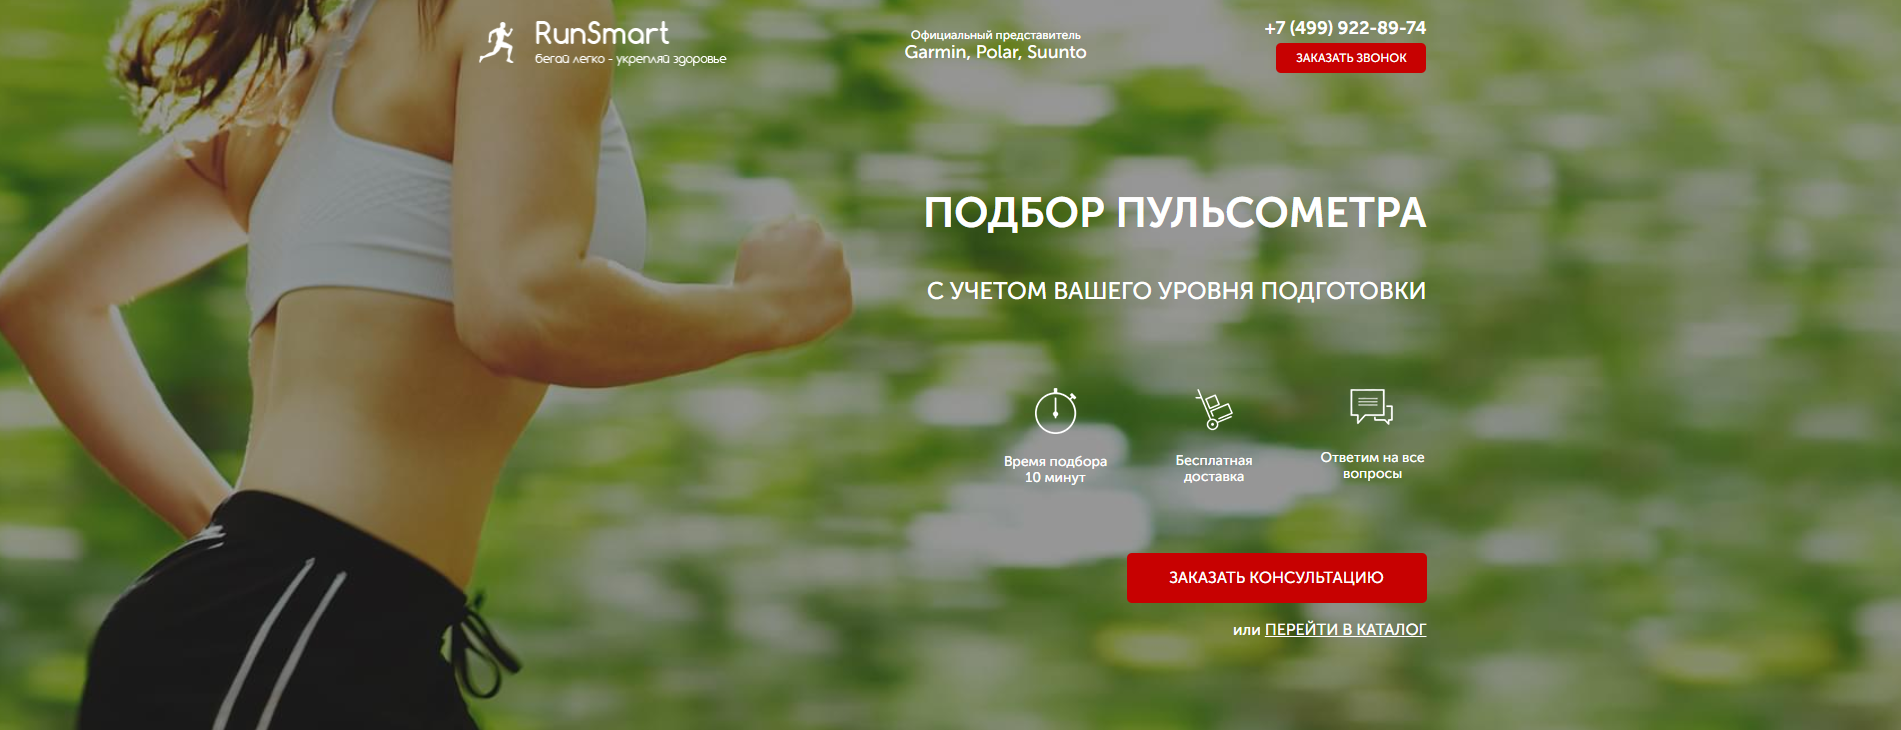 RunSmart
бегай легко - укрепляй здоровье
Официальный представитель
Garmin, Polar, Suunto
+7 (499) 922-89-74
ЗАКАЗАТЬ ЗВОНОК
ПОДБОР ПУЛЬСОМЕТРА
С УЧЕТОМ ВАШЕГО УРОВНЯ ПОДГОТОВКИ
Время подбора
10 минут
Бесплатная
доставка
Ответим на все
вопросы
ЗАКАЗАТЬ КОНСУЛЬТАЦИЮ
или ПЕРЕЙТИ В КАТАЛОГ